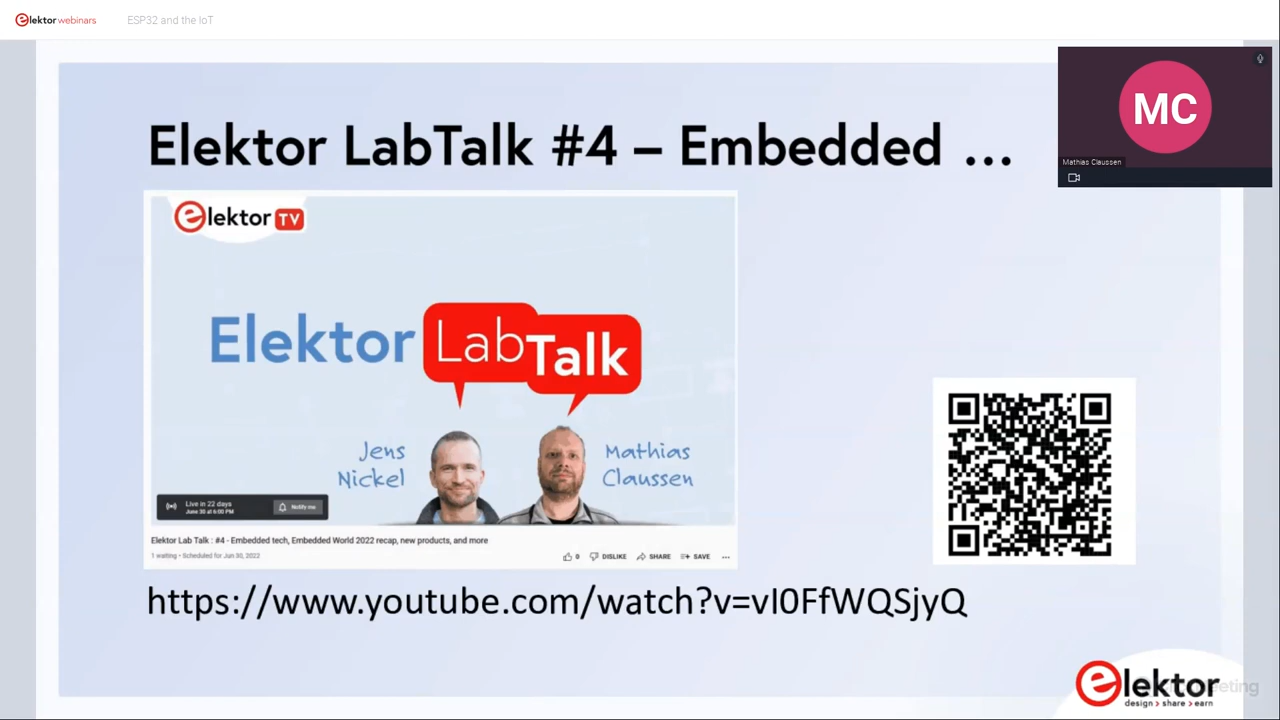 elektor webinars
ESP32 and the IoT
MC
Mathias Claussen
Elektor LabTalk #4 – Embedded ...
elektor TV
Elektor LabTalk
Jens
Nickel
Mathias
Claussen
Live in 22 days
June 30 at 6:00 PM
Notify me
Elektor Lab Talk : #4 - Embedded tech, Embedded World 2022 recap, new products, and more
1 waiting • Scheduled for Jun 30, 2022
0 DISLIKE SHARE SAVE ...
https://www.youtube.com/watch?v=vI0FfWQSjyQ
elektor
design > share > earn